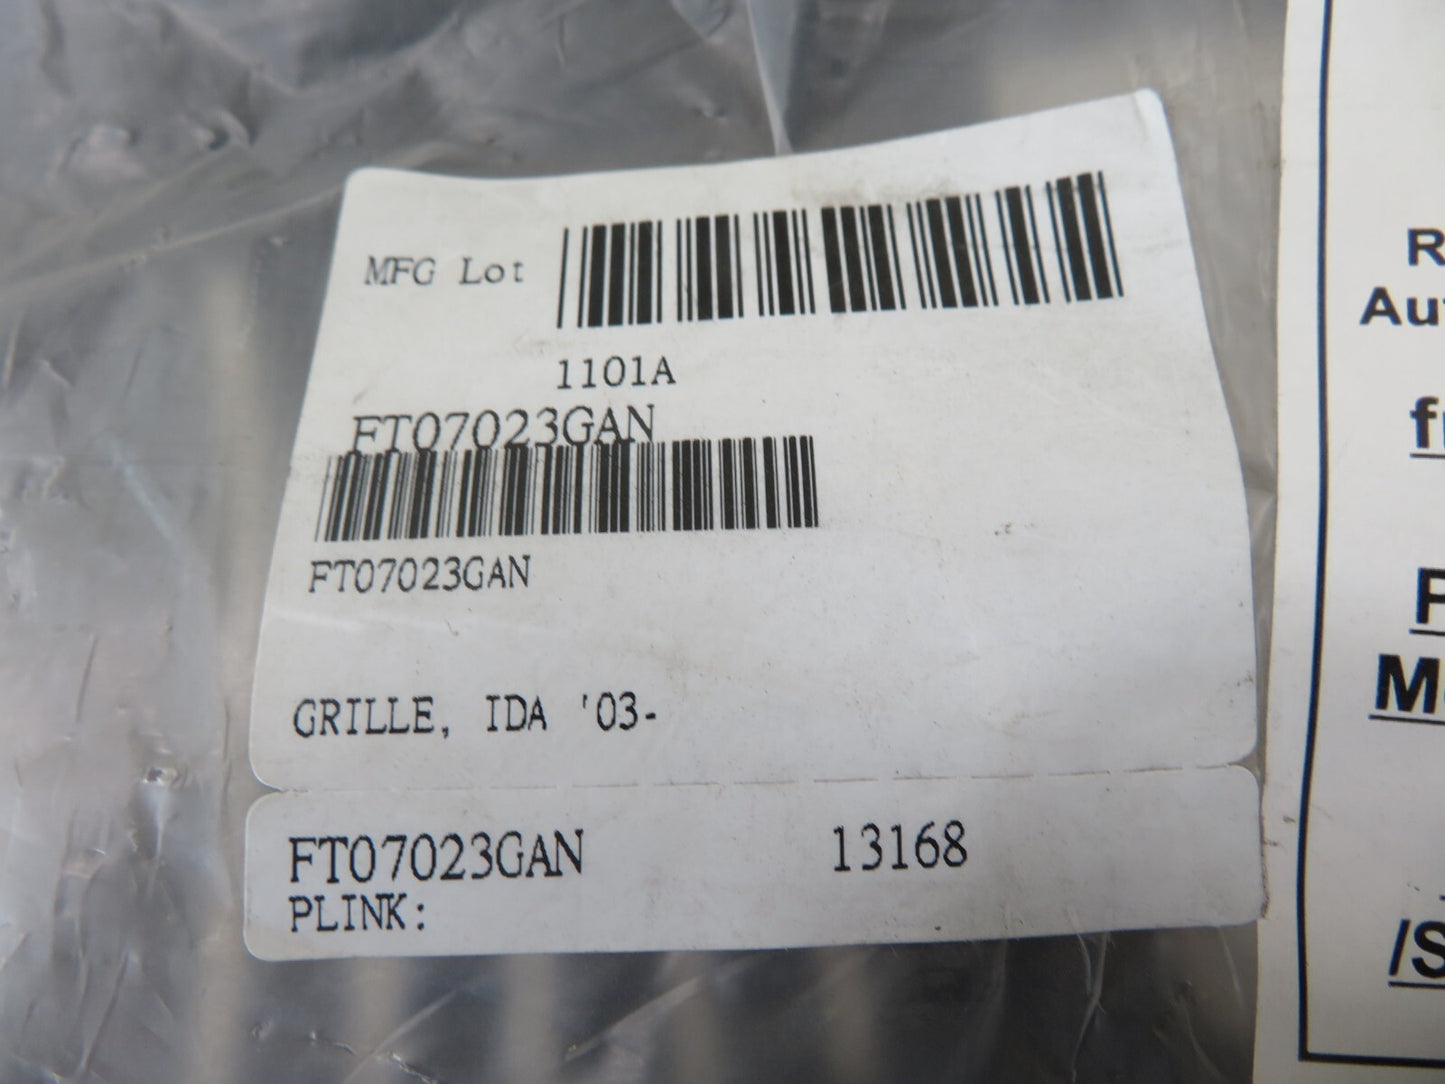 MFG Lot
1101A
FT07023GAN
FT07023GAN
GRILLE, IDA '03-
FT07023GAN 13168
PLINK: